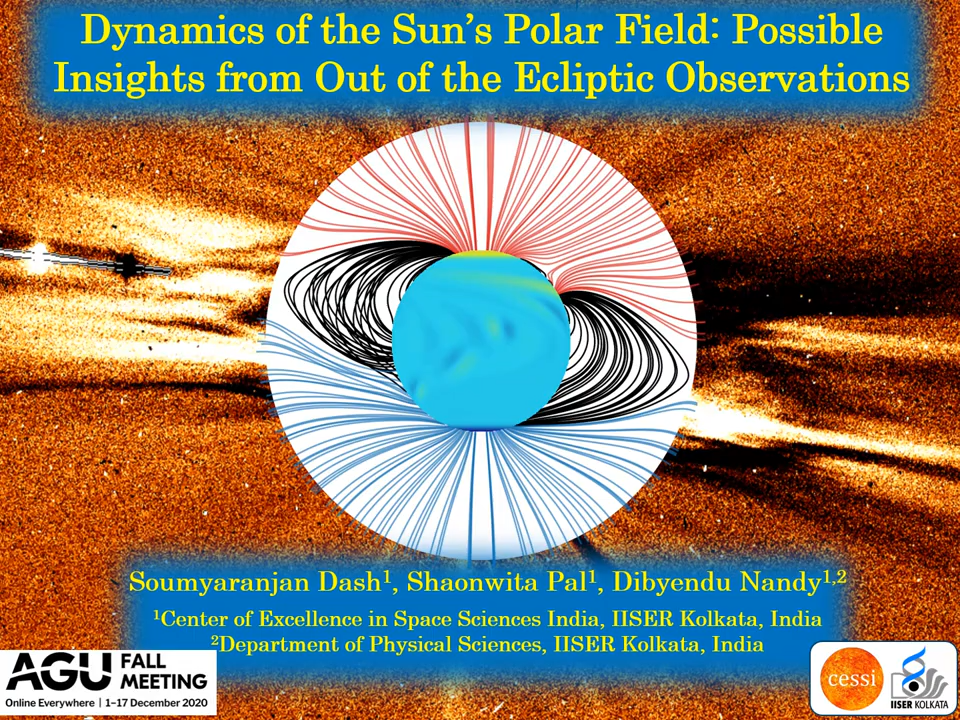 Dynamics of the Sun's Polar Field: Possible
Insights from Out of the Ecliptic Observations
Soumyaranjan Dash¹, Shaonwita Pal¹, Dibyendu Nandy¹,²
¹Center of Excellence in Space Sciences India, IISER Kolkata, India
²Department of Physical Sciences, IISER Kolkata, India
AGU FALL
MEETING
Online Everywhere | 1–17 December 2020
cessi
IISER KOLKATA